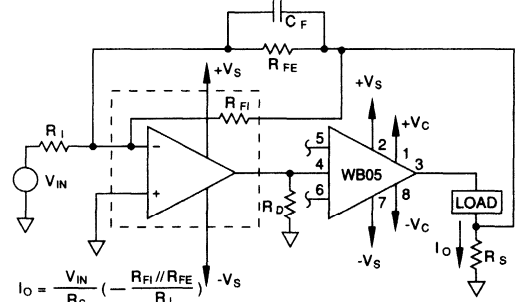 C F
R FE
+V S
R FI
+V S
+V C
R I
5
2
1
−
4
WB05
3
V IN
+
6
7
8
LOAD
R D
-V C
-V S
I O
R S
-V S
I O = V IN / R S (− R FI // R FE / R I )